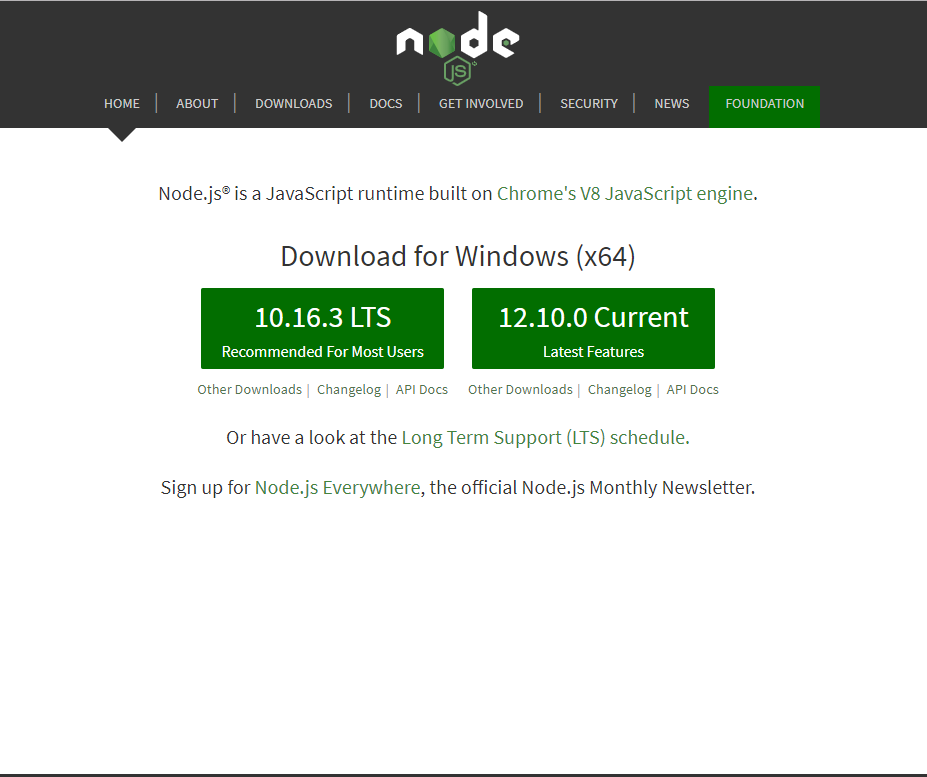 node
JS
HOME | ABOUT | DOWNLOADS | DOCS | GET INVOLVED | SECURITY | NEWS FOUNDATION
Node.js® is a JavaScript runtime built on Chrome's V8 JavaScript engine.
Download for Windows (x64)
10.16.3 LTS
Recommended For Most Users
12.10.0 Current
Latest Features
Other Downloads | Changelog | API Docs Other Downloads | Changelog | API Docs
Or have a look at the Long Term Support (LTS) schedule.
Sign up for Node.js Everywhere, the official Node.js Monthly Newsletter.